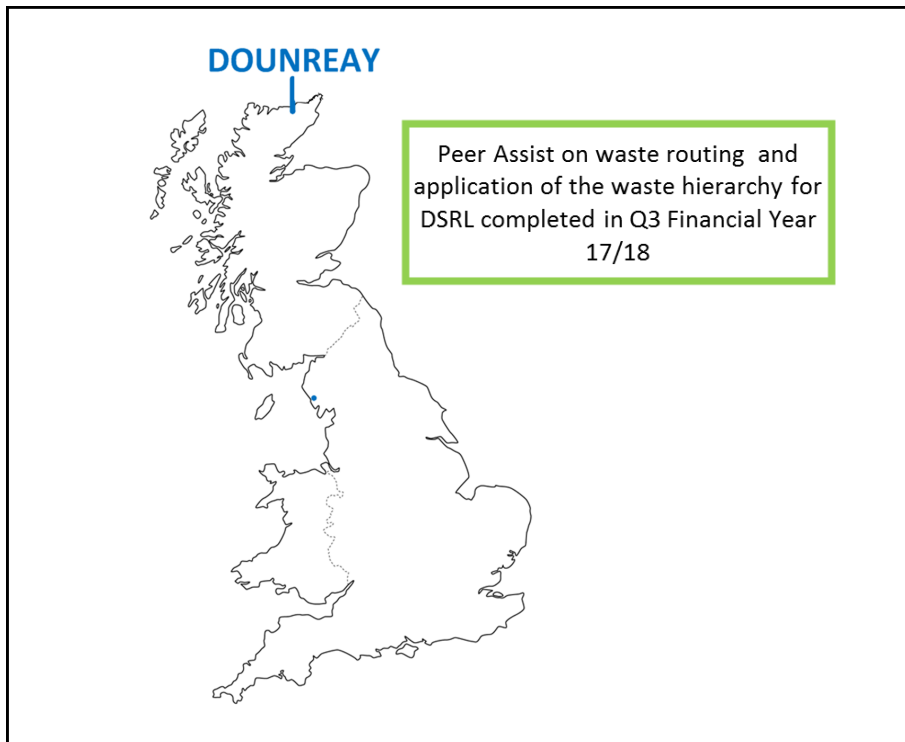 DOUNREAY
Peer Assist on waste routing and
application of the waste hierarchy for
DSRL completed in Q3 Financial Year
17/18